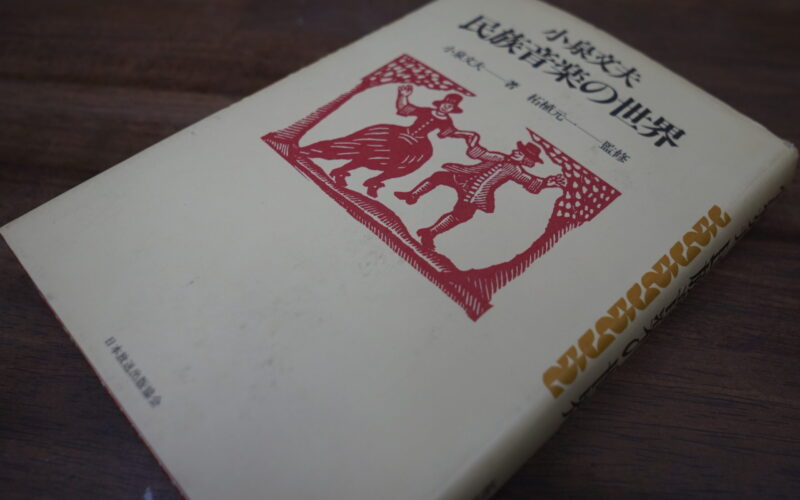 小泉文夫
民族音楽の世界
小泉文夫──著
柘植元一──監修
日本放送出版協会